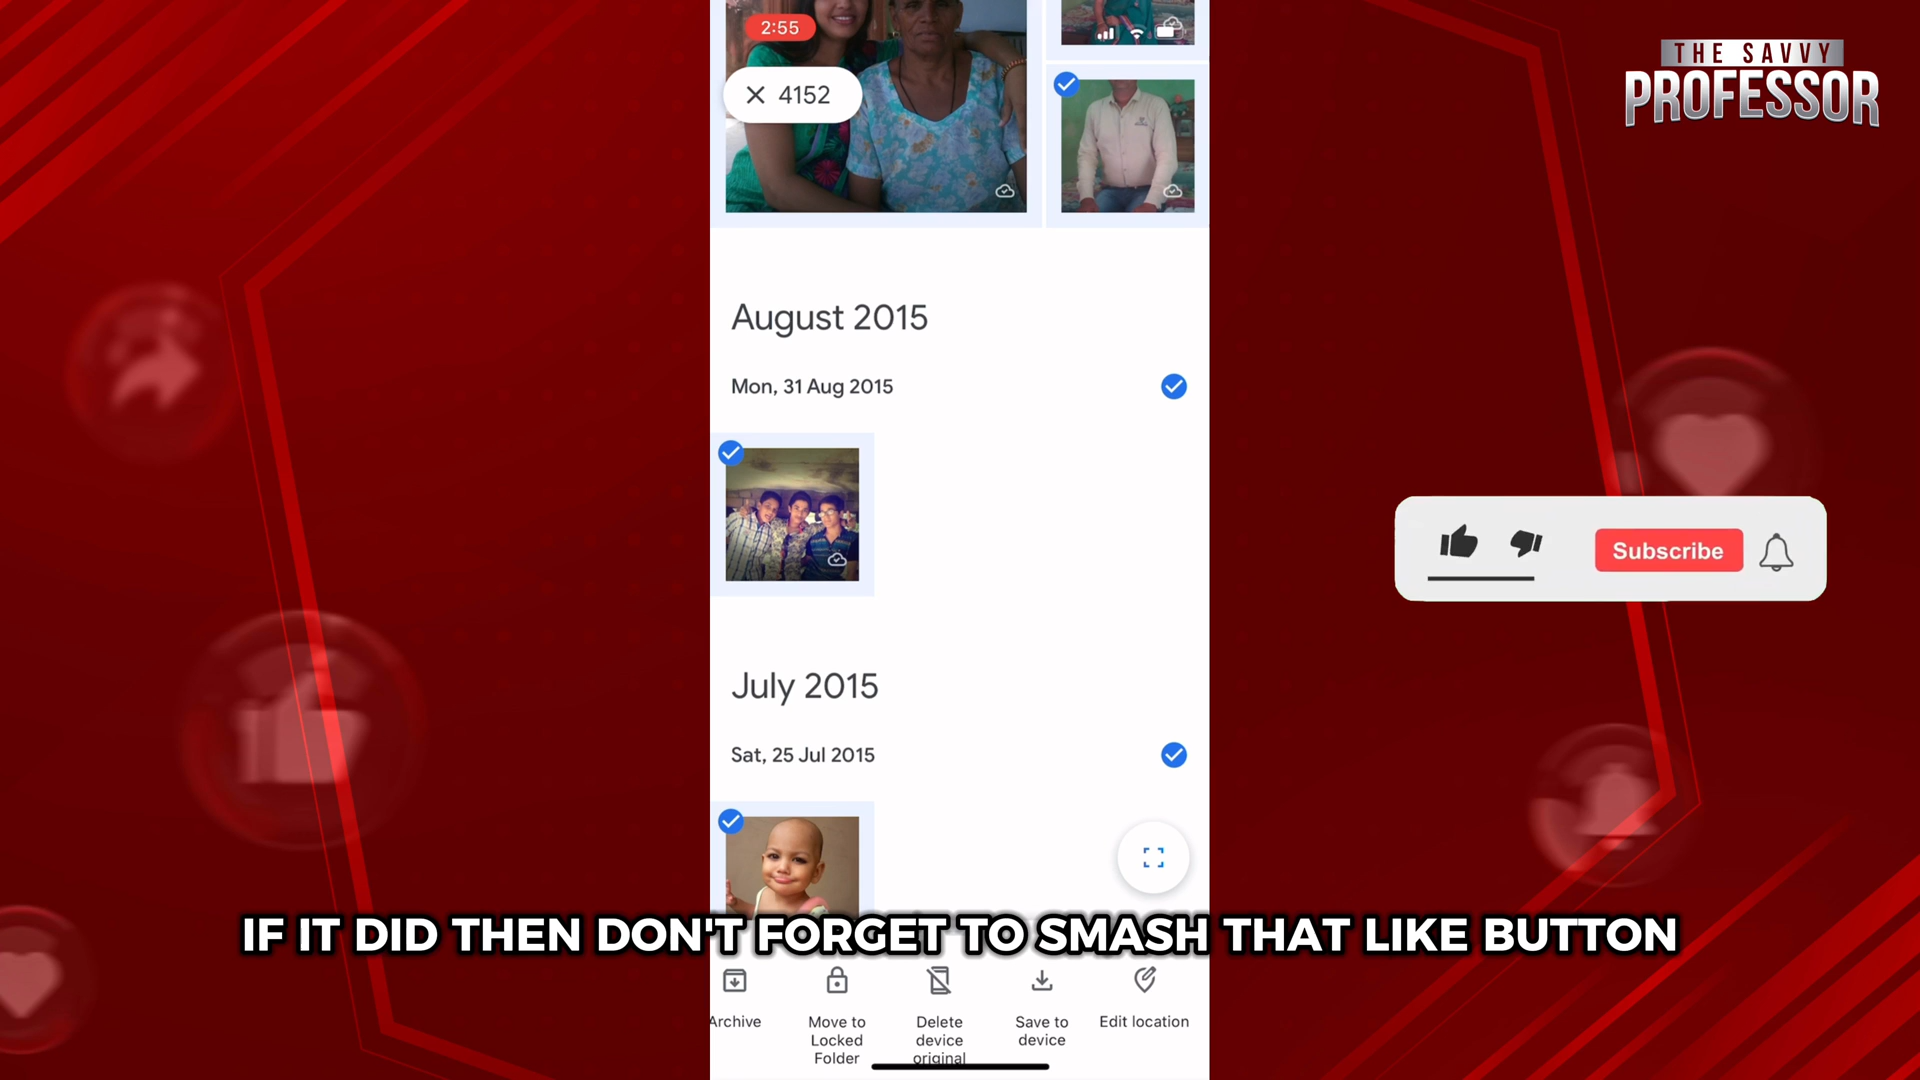 2:55
4152
THE SAVVY
PROFESSOR
August 2015
Mon, 31 Aug 2015
Subscribe
July 2015
Sat, 25 Jul 2015
IF IT DID THEN DON'T FORGET TO SMASH THAT LIKE BUTTON
Archive
Move to
Locked
Folder
Delete
device
original
Save to
device
Edit location